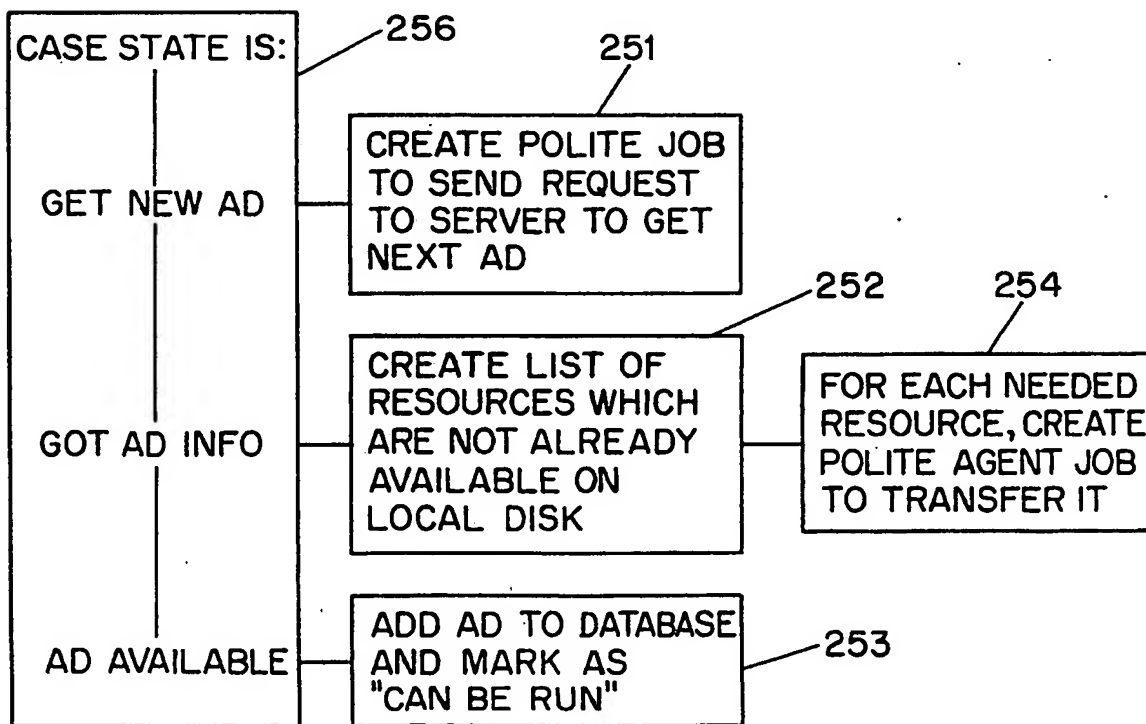 CASE STATE IS:
256
251
CREATE POLITE JOB
TO SEND REQUEST
TO SERVER TO GET
NEXT AD
GET NEW AD
252
254
CREATE LIST OF
RESOURCES WHICH
ARE NOT ALREADY
AVAILABLE ON
LOCAL DISK
FOR EACH NEEDED
RESOURCE, CREATE
POLITE AGENT JOB
TO TRANSFER IT
GOT AD INFO
ADD AD TO DATABASE
AND MARK AS
"CAN BE RUN"
253
AD AVAILABLE